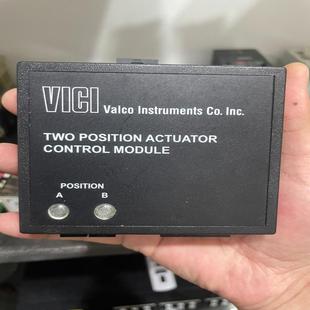 VICI Valco Instruments Co. Inc.
TWO POSITION ACTUATOR
CONTROL MODULE
POSITION
A B